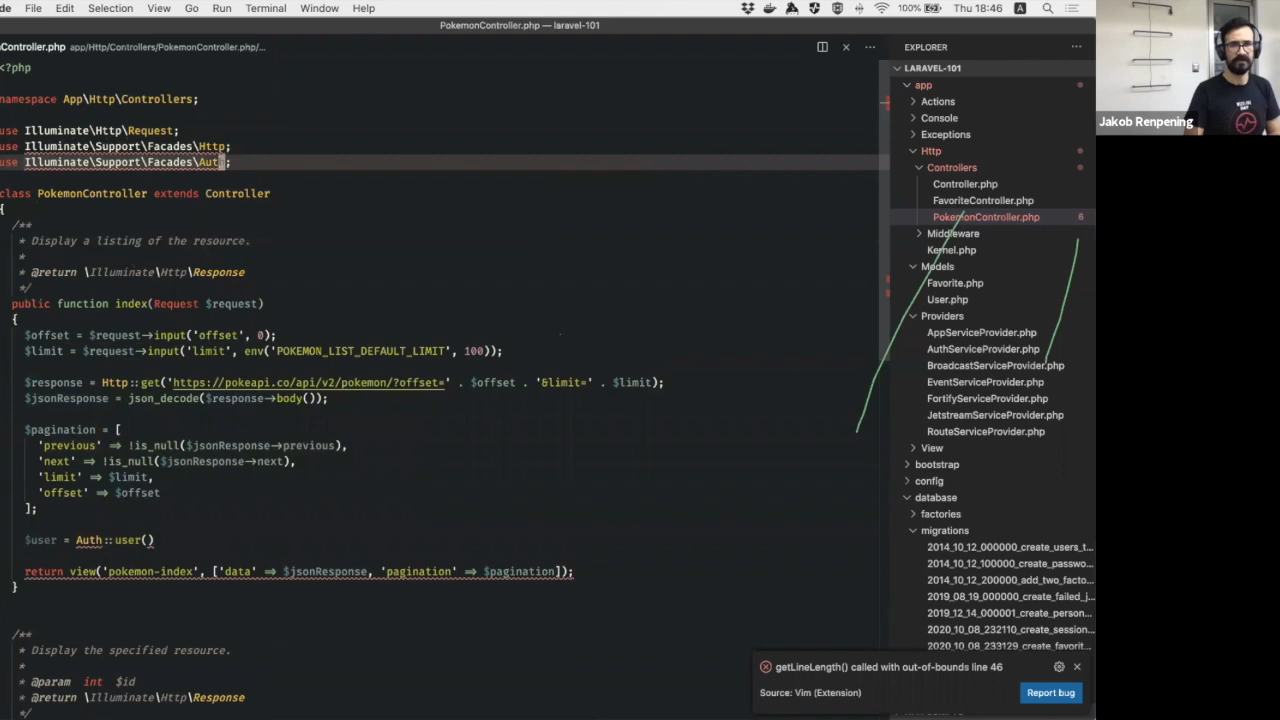 File Edit Selection View Go Run Terminal Window Help 100% Thu 18:46 A
PokemonController.php — laravel-101
Controller.php app/Http/Controllers/PokemonController.php/...
<?php
namespace App\Http\Controllers;
use Illuminate\Http\Request;
use Illuminate\Support\Facades\Http;
use Illuminate\Support\Facades\Aut;
class PokemonController extends Controller
{
/**
* Display a listing of the resource.
*
* @return \Illuminate\Http\Response
*/
public function index(Request $request)
{
$offset = $request->input('offset', 0);
$limit = $request->input('limit', env('POKEMON_LIST_DEFAULT_LIMIT', 100));
$response = Http::get('https://pokeapi.co/api/v2/pokemon/?offset=' . $offset . '&limit=' . $limit);
$jsonResponse = json_decode($response->body());
$pagination = [
'previous' => !is_null($jsonResponse->previous),
'next' => !is_null($jsonResponse->next),
'limit' => $limit,
'offset' => $offset
];
$user = Auth::user()
return view('pokemon-index', ['data' => $jsonResponse, 'pagination' => $pagination]);
}
/**
* Display the specified resource.
*
* @param int $id
* @return \Illuminate\Http\Response
*/
EXPLORER
LARAVEL-101
app
Actions
Console
Exceptions
Http
Controllers
Controller.php
FavoriteController.php
PokemonController.php 6
Middleware
Kernel.php
Models
Favorite.php
User.php
Providers
AppServiceProvider.php
AuthServiceProvider.php
BroadcastServiceProvider.php
EventServiceProvider.php
FortifyServiceProvider.php
JetstreamServiceProvider.php
RouteServiceProvider.php
View
bootstrap
config
database
factories
migrations
2014_10_12_000000_create_users_t...
2014_10_12_100000_create_passwo...
2014_10_12_200000_add_two_facto...
2019_08_19_000000_create_failed_j...
2019_12_14_000001_create_person...
2020_10_08_232110_create_session...
2020_10_08_233129_create_favorit...
getLineLength() called with out-of-bounds line 46
Source: Vim (Extension)
Report bug
Jakob Renpening